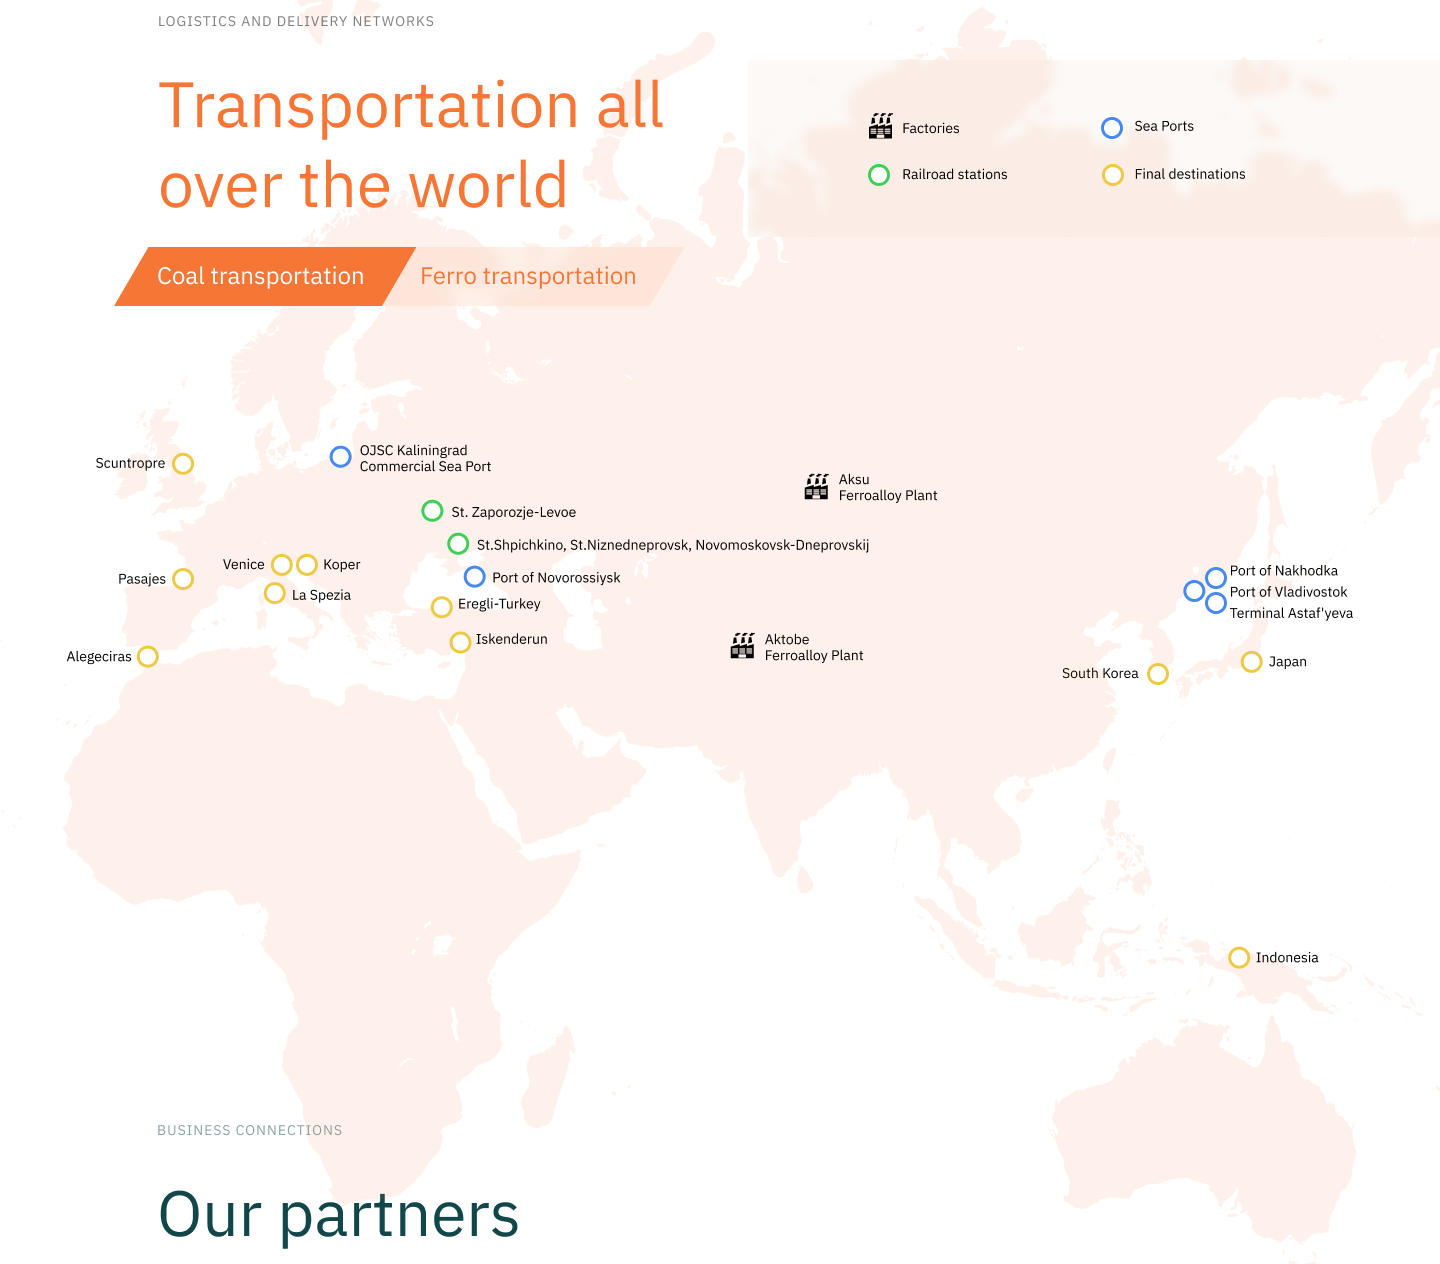 LOGISTICS AND DELIVERY NETWORKS
Transportation all
over the world
Coal transportation
Ferro transportation
Factories
Sea Ports
Railroad stations
Final destinations
Scuntropre
OJSC Kaliningrad
Commercial Sea Port
Aksu
Ferroalloy Plant
St. Zaporozje-Levoe
St.Shpichkino, St.Niznedneprovsk, Novomoskovsk-Dneprovskij
Venice
Koper
Pasajes
La Spezia
Port of Novorossiysk
Eregli-Turkey
Iskenderun
Alegeciras
Aktobe
Ferroalloy Plant
Port of Nakhodka
Port of Vladivostok
Terminal Astaf'yeva
South Korea
Japan
Indonesia
BUSINESS CONNECTIONS
Our partners